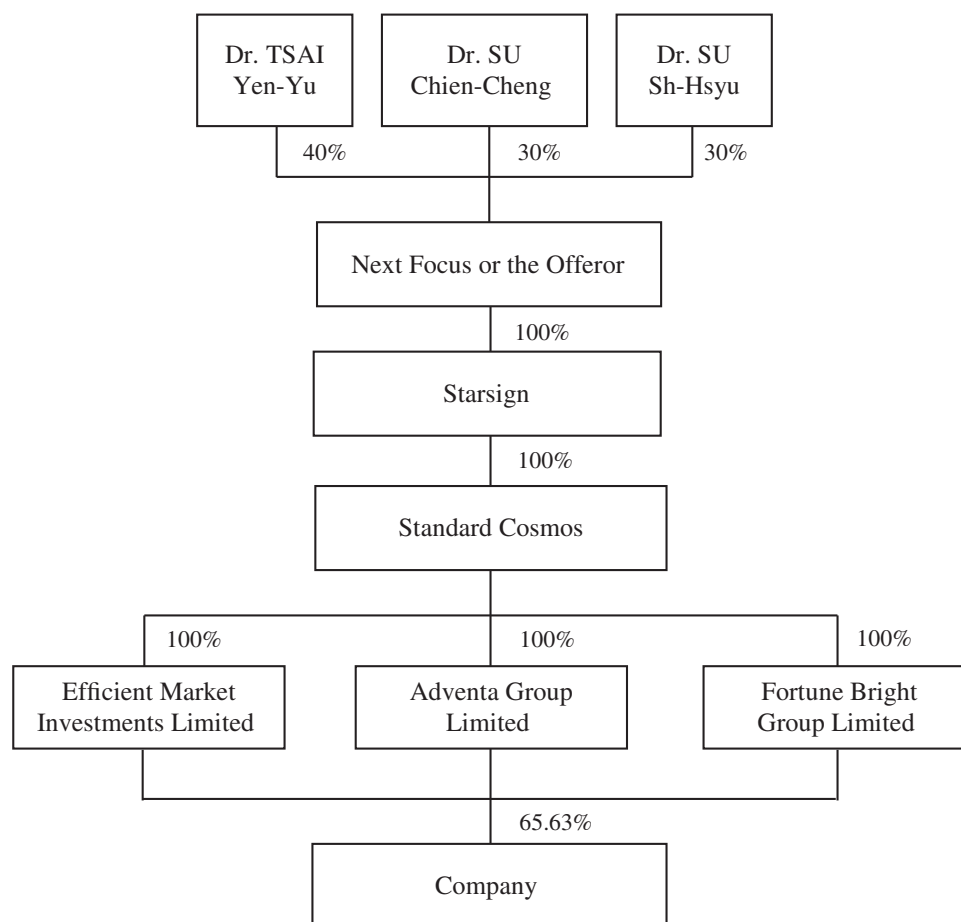 Dr. TSAI
Yen-Yu
Dr. SU
Chien-Cheng
Dr. SU
Sh-Hsyu
40%
30%
30%
Next Focus or the Offeror
100%
Starsign
100%
Standard Cosmos
100%
100%
100%
Efficient Market
Investments Limited
Adventa Group
Limited
Fortune Bright
Group Limited
65.63%
Company